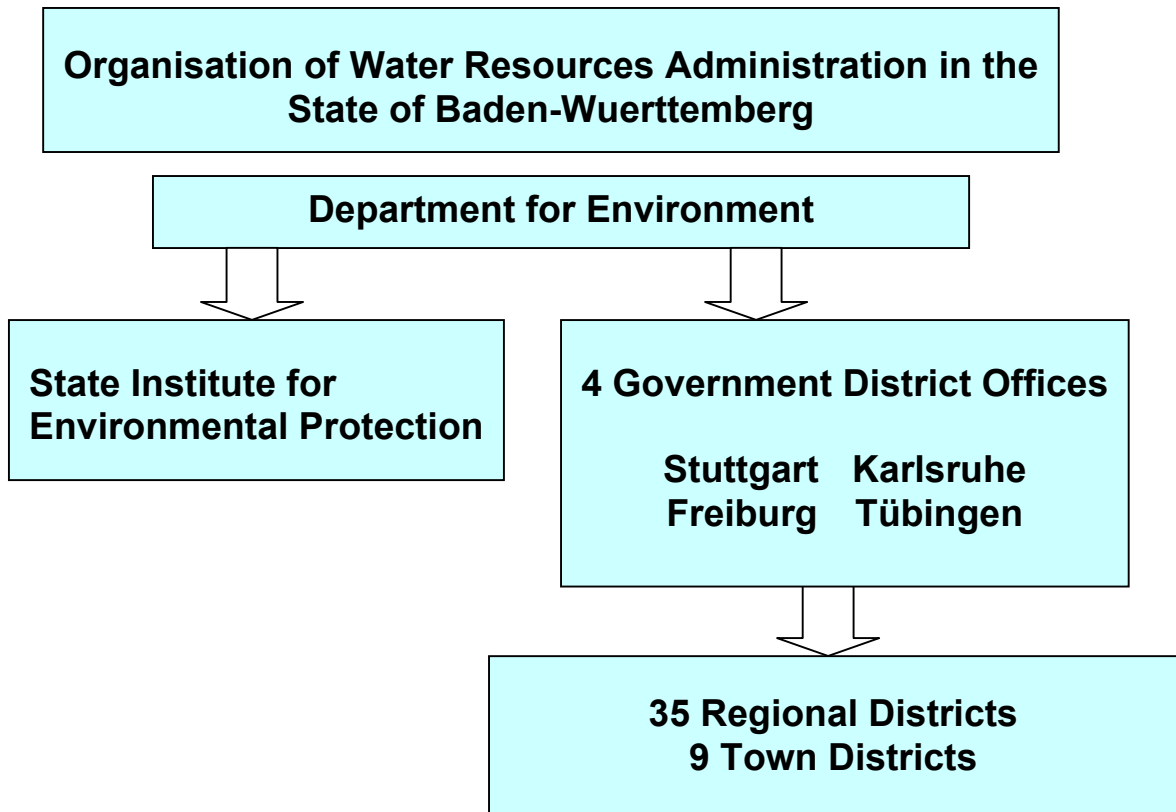 Organisation of Water Resources Administration in the
State of Baden-Wuerttemberg
Department for Environment
State Institute for
Environmental Protection
4 Government District Offices
Stuttgart Karlsruhe
Freiburg Tübingen
35 Regional Districts
9 Town Districts